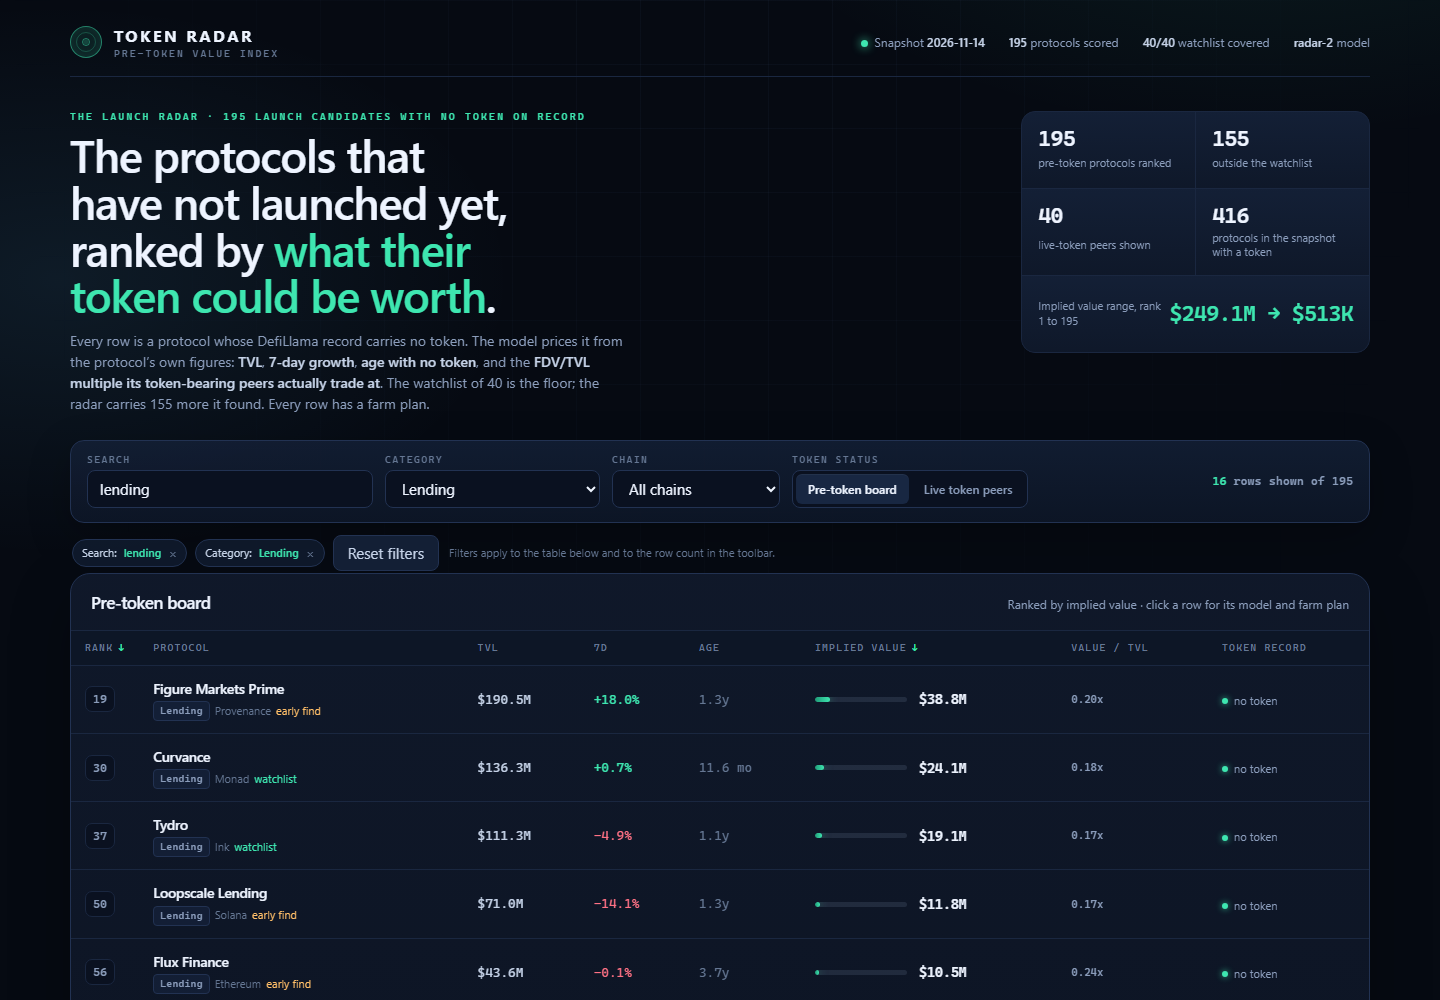 TOKEN RADAR
PRE-TOKEN VALUE INDEX
Snapshot 2026-11-14 195 protocols scored 40/40 watchlist covered radar-2 model
THE LAUNCH RADAR · 195 LAUNCH CANDIDATES WITH NO TOKEN ON RECORD
The protocols that
have not launched yet,
ranked by what their
token could be worth.
Every row is a protocol whose DefiLlama record carries no token. The model prices it from
the protocol's own figures: TVL, 7-day growth, age with no token, and the FDV/TVL
multiple its token-bearing peers actually trade at. The watchlist of 40 is the floor; the
radar carries 155 more it found. Every row has a farm plan.
195
pre-token protocols ranked
155
outside the watchlist
40
live-token peers shown
416
protocols in the snapshot
with a token
Implied value range, rank
1 to 195
$249.1M → $513K
SEARCH
lending
CATEGORY
Lending
CHAIN
All chains
TOKEN STATUS
Pre-token board Live token peers
16 rows shown of 195
Search: lending × Category: Lending × Reset filters Filters apply to the table below and to the row count in the toolbar.
Pre-token board
Ranked by implied value · click a row for its model and farm plan
RANK ↓ PROTOCOL TVL 7D AGE IMPLIED VALUE ↓ VALUE / TVL TOKEN RECORD
19 Figure Markets Prime $190.5M +18.0% 1.3y $38.8M 0.20x no token
Lending Provenance early find
30 Curvance $136.3M +0.7% 11.6 mo $24.1M 0.18x no token
Lending Monad watchlist
37 Tydro $111.3M −4.9% 1.1y $19.1M 0.17x no token
Lending Ink watchlist
50 Loopscale Lending $71.0M −14.1% 1.3y $11.8M 0.17x no token
Lending Solana early find
56 Flux Finance $43.6M −0.1% 3.7y $10.5M 0.24x no token
Lending Ethereum early find